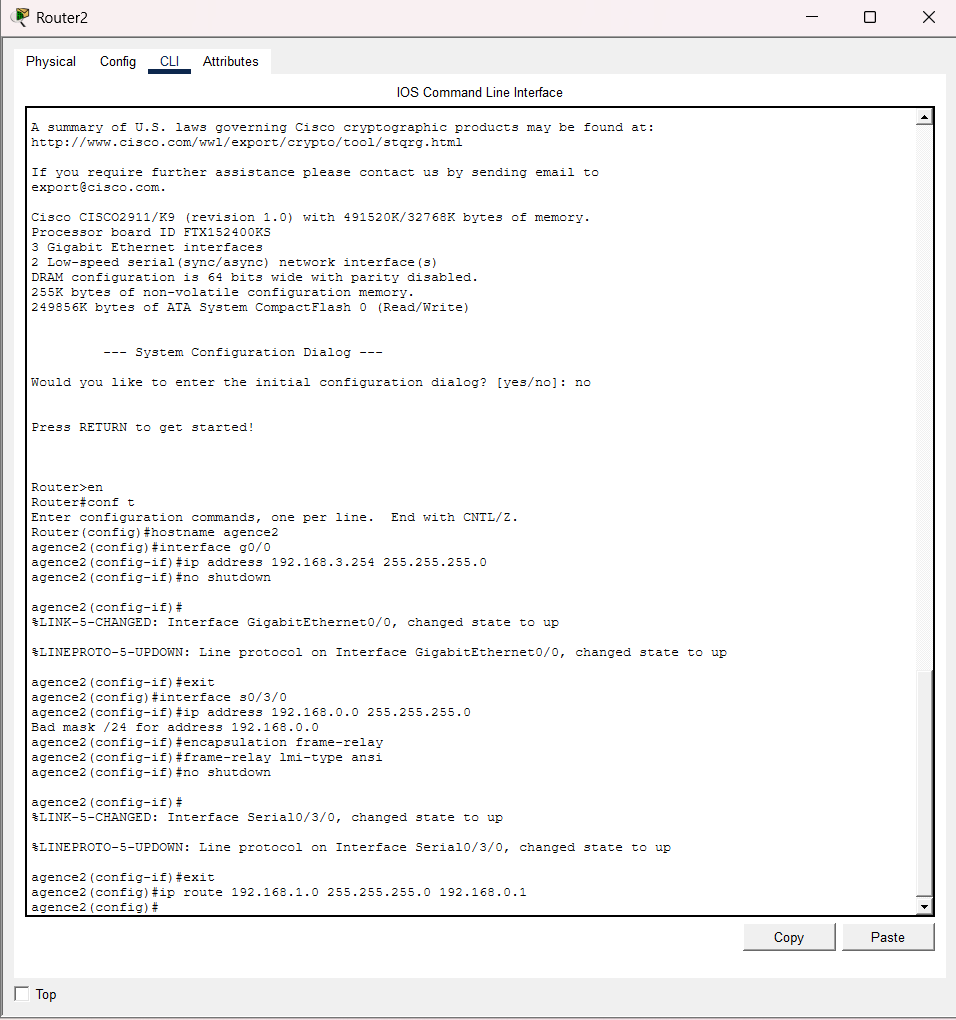 Router2
Physical Config CLI Attributes
IOS Command Line Interface
A summary of U.S. laws governing Cisco cryptographic products may be found at:
http://www.cisco.com/wwl/export/crypto/tool/stqrg.html
If you require further assistance please contact us by sending email to
export@cisco.com.
Cisco CISCO2911/K9 (revision 1.0) with 491520K/32768K bytes of memory.
Processor board ID FTX152400KS
3 Gigabit Ethernet interfaces
2 Low-speed serial(sync/async) network interface(s)
DRAM configuration is 64 bits wide with parity disabled.
255K bytes of non-volatile configuration memory.
249856K bytes of ATA System CompactFlash 0 (Read/Write)
--- System Configuration Dialog ---
Would you like to enter the initial configuration dialog? [yes/no]: no
Press RETURN to get started!
Router>en
Router#conf t
Enter configuration commands, one per line.  End with CNTL/Z.
Router(config)#hostname agence2
agence2(config)#interface g0/0
agence2(config-if)#ip address 192.168.3.254 255.255.255.0
agence2(config-if)#no shutdown
agence2(config-if)#
%LINK-5-CHANGED: Interface GigabitEthernet0/0, changed state to up
%LINEPROTO-5-UPDOWN: Line protocol on Interface GigabitEthernet0/0, changed state to up
agence2(config-if)#exit
agence2(config)#interface s0/3/0
agence2(config-if)#ip address 192.168.0.0 255.255.255.0
Bad mask /24 for address 192.168.0.0
agence2(config-if)#encapsulation frame-relay
agence2(config-if)#frame-relay lmi-type ansi
agence2(config-if)#no shutdown
agence2(config-if)#
%LINK-5-CHANGED: Interface Serial0/3/0, changed state to up
%LINEPROTO-5-UPDOWN: Line protocol on Interface Serial0/3/0, changed state to up
agence2(config-if)#exit
agence2(config)#ip route 192.168.1.0 255.255.255.0 192.168.0.1
agence2(config)#
Copy Paste
Top